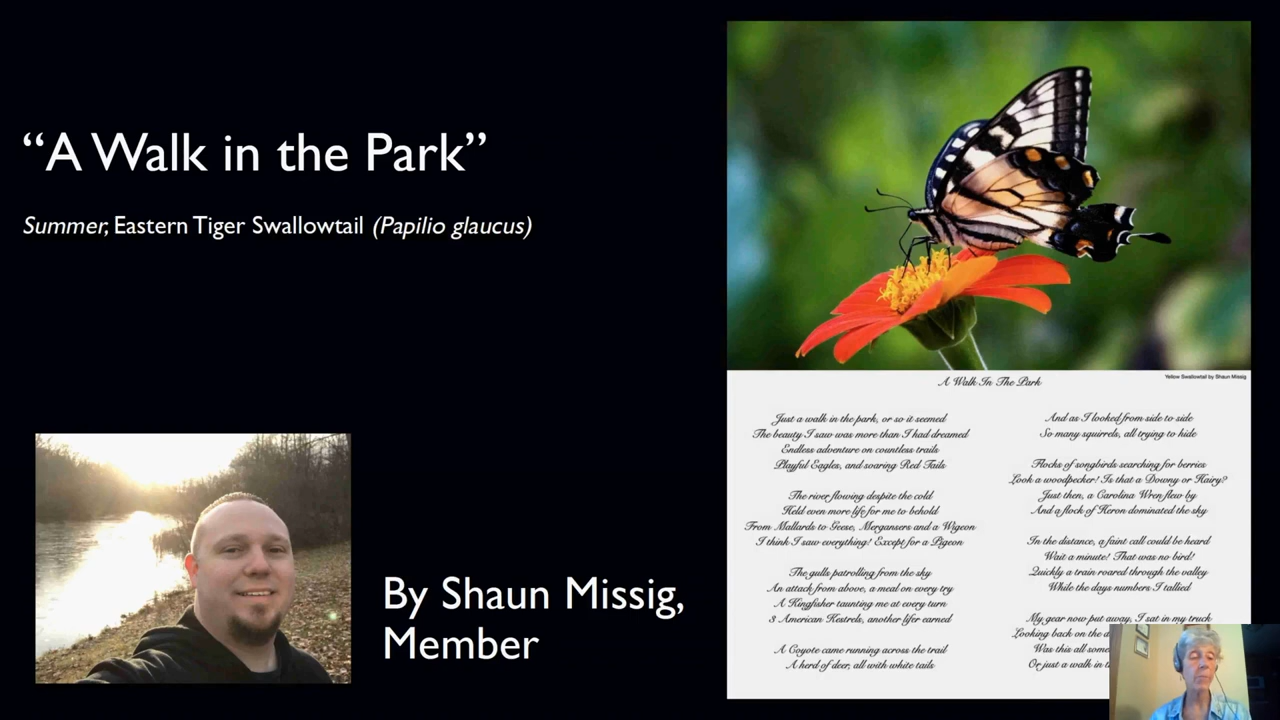 “A Walk in the Park”
Summer, Eastern Tiger Swallowtail (Papilio glaucus)
By Shaun Missig,
Member
Yellow Swallowtail by Shaun Missig
A Walk In The Park
Just a walk in the park, or so it seemed
The beauty I saw was more than I had dreamed
Endless adventure on countless trails
Playful Eagles, and soaring Red Tails
The river flowing despite the cold
Held even more life for me to behold
From Mallards to Geese, Mergansers and a Wigeon
I think I saw everything! Except for a Pigeon
The gulls patrolling from the sky
An attack from above, a meal on every try
A Kingfisher taunting me at every turn
3 American Kestrels, another lifer earned
A Coyote came running across the trail
A herd of deer, all with white tails
And as I looked from side to side
So many squirrels, all trying to hide
Flocks of songbirds searching for berries
Look a woodpecker! Is that a Downy or Hairy?
Just then, a Carolina Wren flew by
And a flock of Heron dominated the sky
In the distance, a faint call could be heard
Wait a minute! That was no bird!
Quickly a train roared through the valley
While the days numbers I tallied
My gear now put away, I sat in my truck
Looking back on the
Was this all some
Or just a walk in